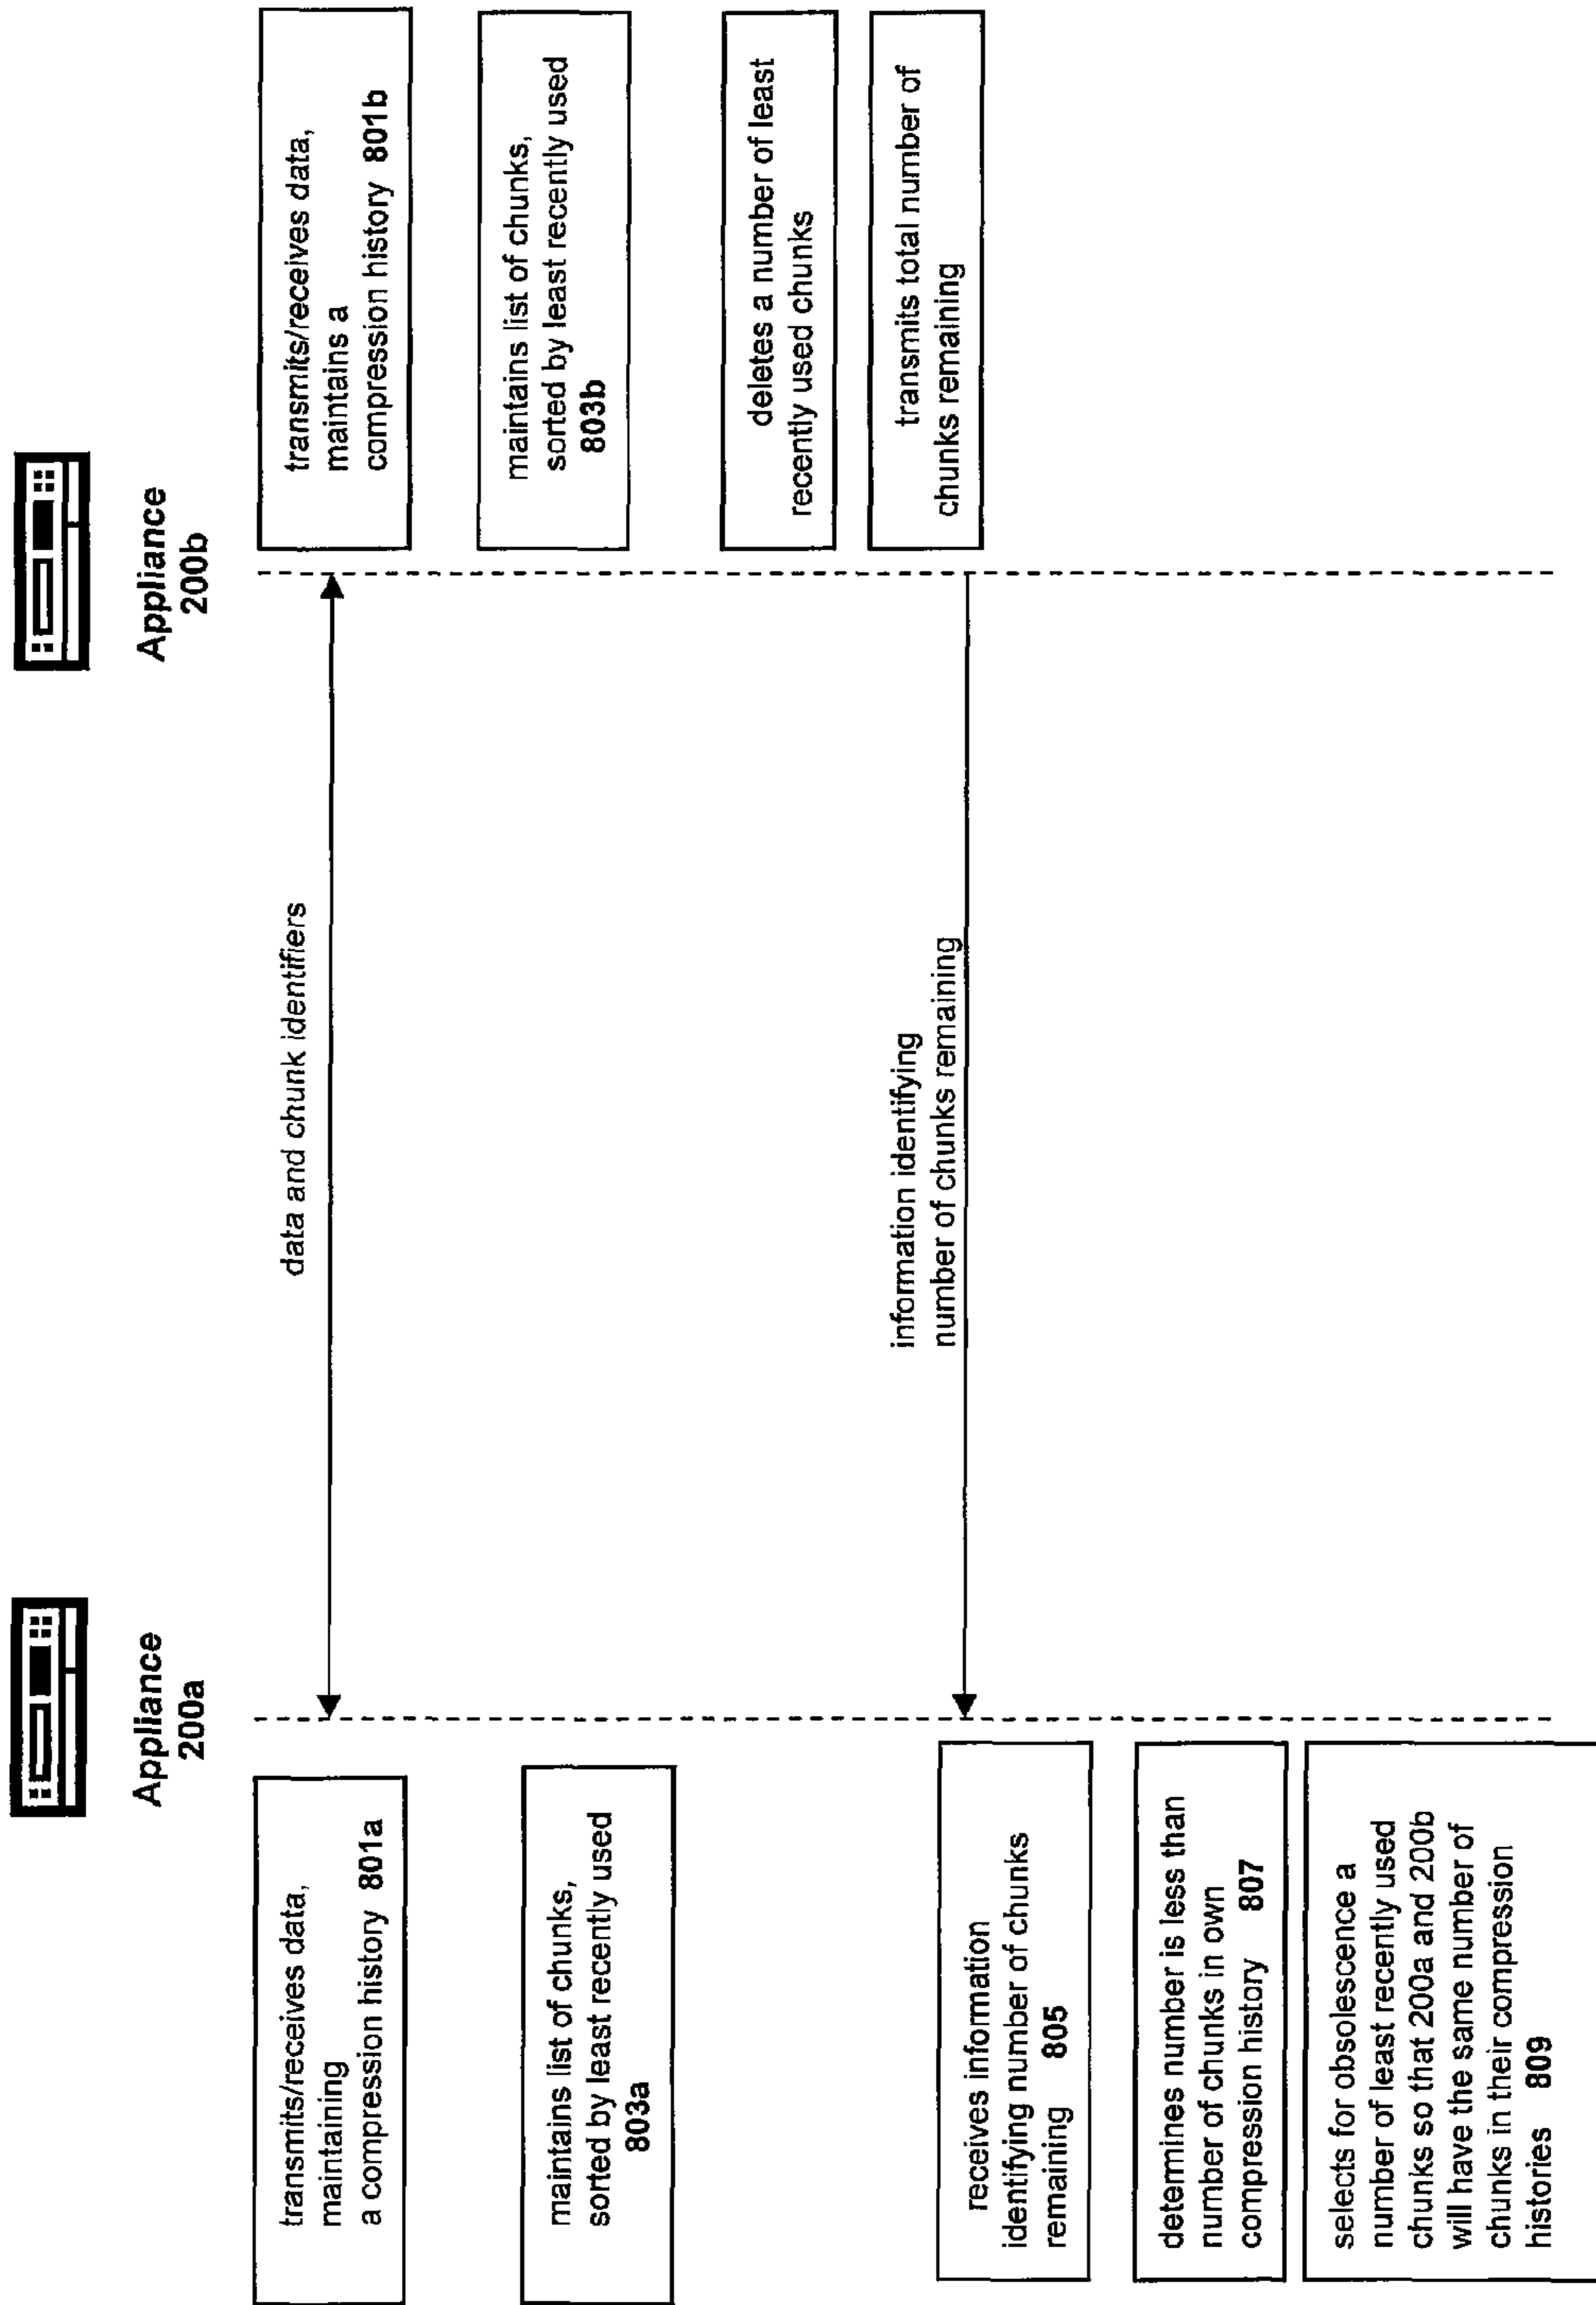 Appliance
200a
Appliance
200b
transmits/receives data,
maintaining
a compression history 801a
data and chunk identifiers
transmits/receives data,
maintains a
compression history 801b
maintains list of chunks,
sorted by least recently used
803a
maintains list of chunks,
sorted by least recently used
803b
deletes a number of least
recently used chunks
transmits total number of
chunks remaining
information identifying
number of chunks remaining
receives information
identifying number of chunks
remaining 805
determines number is less than
number of chunks in own
compression history 807
selects for obsolescence a
number of least recently used
chunks so that 200a and 200b
will have the same number of
chunks in their compression
histories 809